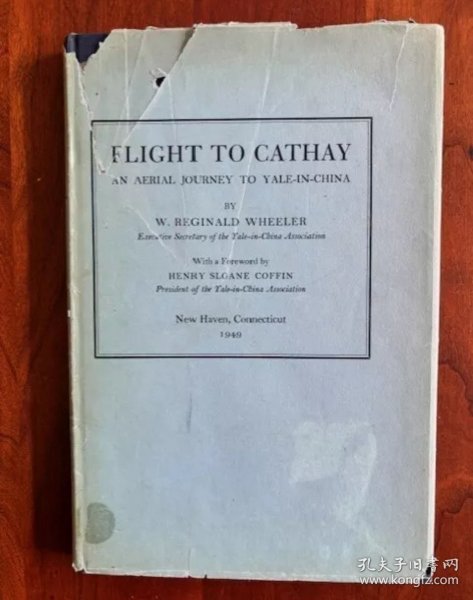 FLIGHT TO CATHAY
AN AERIAL JOURNEY TO YALE-IN-CHINA
BY
W. REGINALD WHEELER
Executive Secretary of the Yale-in-China Association
With a Foreword by
HENRY SLOANE COFFIN
President of the Yale-in-China Association
New Haven, Connecticut
1949
孔夫子旧书网
www.kongfz.com